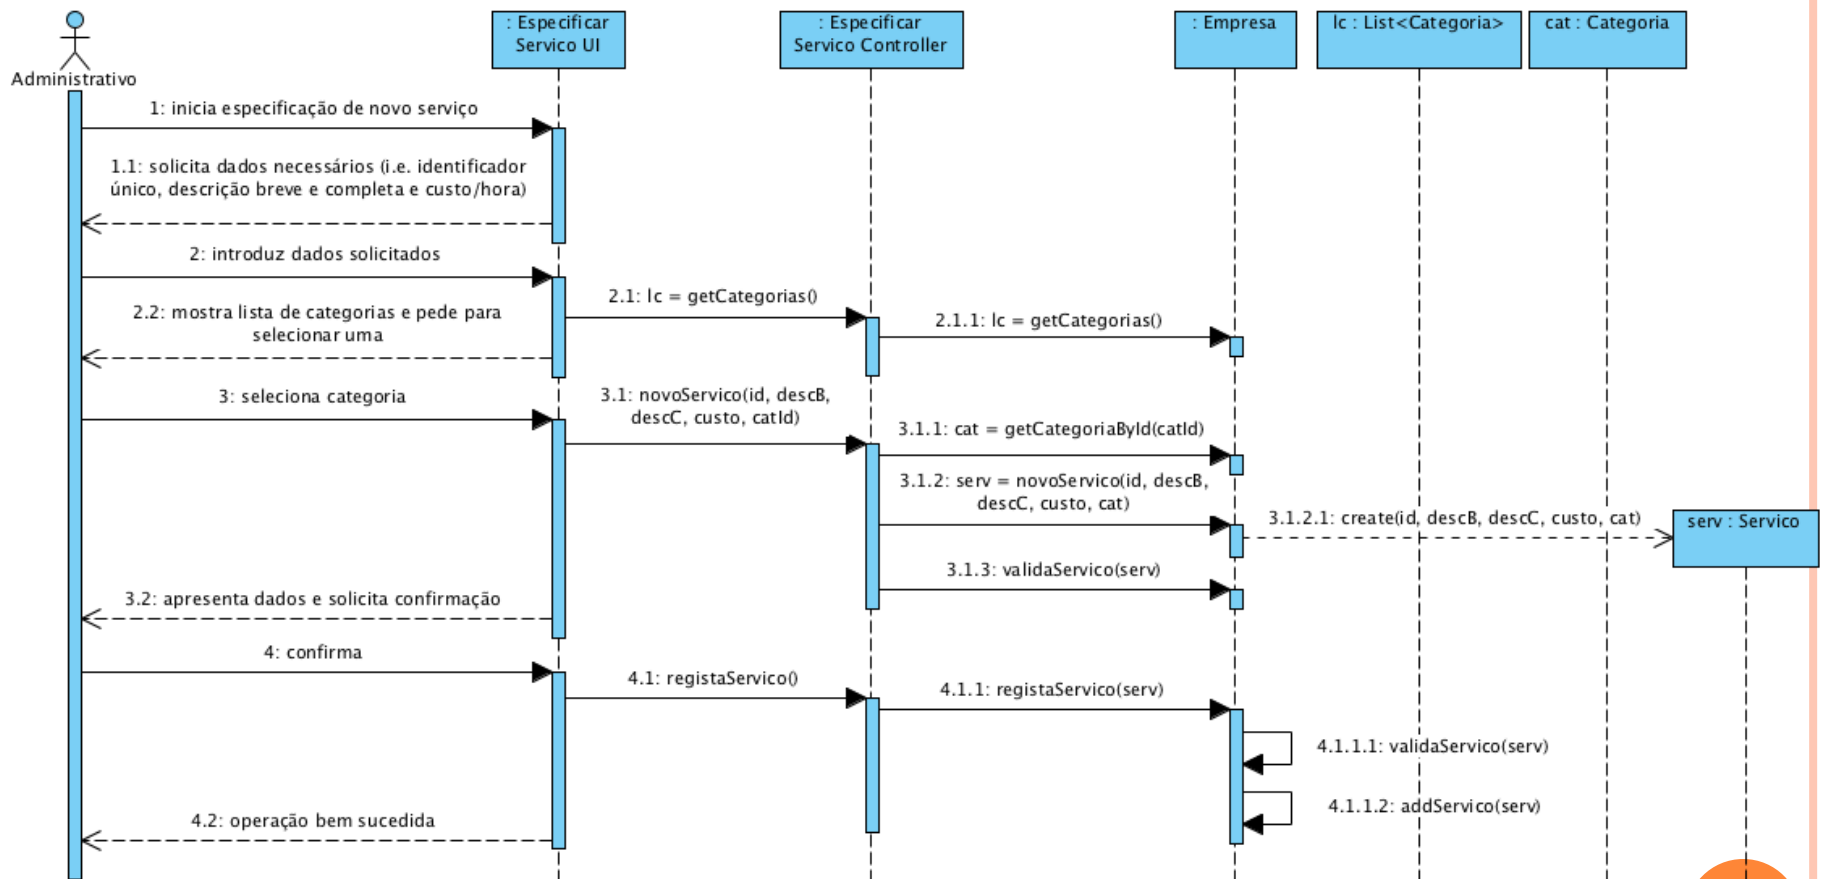 : Especificar
Servico UI
: Especificar
Servico Controller
: Empresa
lc : List<Categoria>
cat : Categoria
Administrativo
1: inicia especificação de novo serviço
1.1: solicita dados necessários (i.e. identificador
único, descrição breve e completa e custo/hora)
2: introduz dados solicitados
2.1: lc = getCategorias()
2.1.1: lc = getCategorias()
2.2: mostra lista de categorias e pede para
selecionar uma
3: seleciona categoria
3.1: novoServico(id, descB,
descC, custo, catId)
3.1.1: cat = getCategoriaById(catId)
3.1.2: serv = novoServico(id, descB,
descC, custo, cat)
3.1.2.1: create(id, descB, descC, custo, cat)
serv : Servico
3.1.3: validaServico(serv)
3.2: apresenta dados e solicita confirmação
4: confirma
4.1: registaServico()
4.1.1: registaServico(serv)
4.1.1.1: validaServico(serv)
4.1.1.2: addServico(serv)
4.2: operação bem sucedida